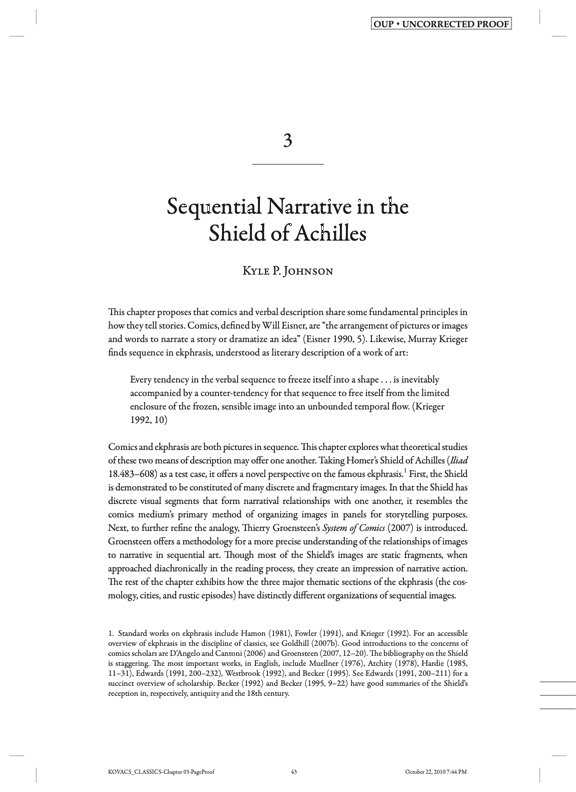 OUP • UNCORRECTED PROOF
3
Sequential Narrative in the
Shield of Achilles
Kyle P. Johnson
This chapter proposes that comics and verbal description share some fundamental principles in
how they tell stories. Comics, defined by Will Eisner, are “the arrangement of pictures or images
and words to narrate a story or dramatize an idea” (Eisner 1990, 5). Likewise, Murray Krieger
finds sequence in ekphrasis, understood as literary description of a work of art:
Every tendency in the verbal sequence to freeze itself into a shape . . . is inevitably
accompanied by a counter-tendency for that sequence to free itself from the limited
enclosure of the frozen, sensible image into an unbounded temporal flow. (Krieger
1992, 10)
Comics and ekphrasis are both pictures in sequence. This chapter explores what theoretical studies
of these two means of description may offer one another. Taking Homer’s Shield of Achilles (Iliad
18.483–608) as a test case, it offers a novel perspective on the famous ekphrasis.1 First, the Shield
is demonstrated to be constituted of many discrete and fragmentary images. In that the Shield has
discrete visual segments that form narratival relationships with one another, it resembles the
comics medium’s primary method of organizing images in panels for storytelling purposes.
Next, to further refine the analogy, Thierry Groensteen’s System of Comics (2007) is introduced.
Groensteen offers a methodology for a more precise understanding of the relationships of images
to narrative in sequential art. Though most of the Shield’s images are static fragments, when
approached diachronically in the reading process, they create an impression of narrative action.
The rest of the chapter exhibits how the three major thematic sections of the ekphrasis (the cos-
mology, cities, and rustic episodes) have distinctly different organizations of sequential images.
1. Standard works on ekphrasis include Hamon (1981), Fowler (1991), and Krieger (1992). For an accessible
overview of ekphrasis in the discipline of classics, see Goldhill (2007b). Good introductions to the concerns of
comics scholars are D’Angelo and Cantoni (2006) and Groensteen (2007, 12–20). The bibliography on the Shield
is staggering. The most important works, in English, include Muellner (1976), Atchity (1978), Hardie (1985,
11–31), Edwards (1991, 200–232), Westbrook (1992), and Becker (1995). See Edwards (1991, 200–211) for a
succinct overview of scholarship. Becker (1992) and Becker (1995, 9–22) have good summaries of the Shield’s
reception in, respectively, antiquity and the 18th century.
KOVACS_CLASSICS-Chapter 03-PageProof
43
October 22, 2010 7:44 PM